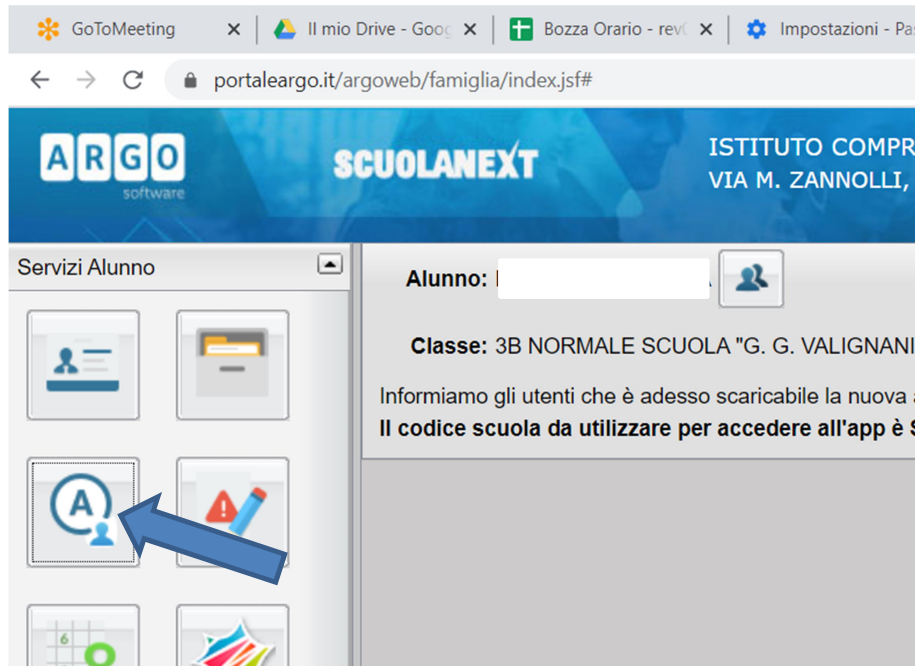 GoToMeeting
Il mio Drive - Goog
Bozza Orario - rev
Impostazioni - Pa
portaleargo.it/argoweb/famiglia/index.jsf#
ARGO
software
SCUOLANEXT
ISTITUTO COMPR
VIA M. ZANNOLLI,
Servizi Alunno
Alunno:
Classe: 3B NORMALE SCUOLA "G. G. VALIGNANI
Informiamo gli utenti che è adesso scaricabile la nuova
Il codice scuola da utilizzare per accedere all'app è S
A
6